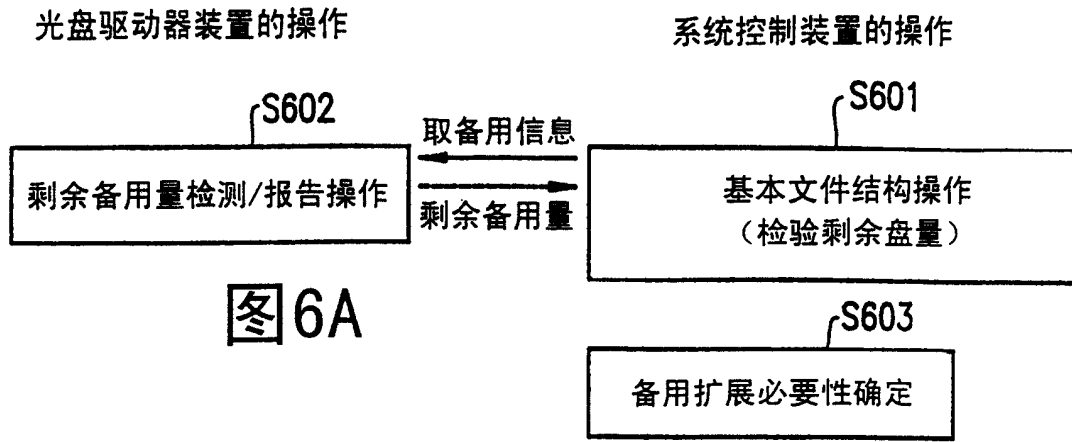 光盘驱动器装置的操作
系统控制装置的操作
S602
S601
取备用信息
剩余备用量检测/报告操作
剩余备用量
基本文件结构操作
（检验剩余盘量）
图6A
S603
备用扩展必要性确定